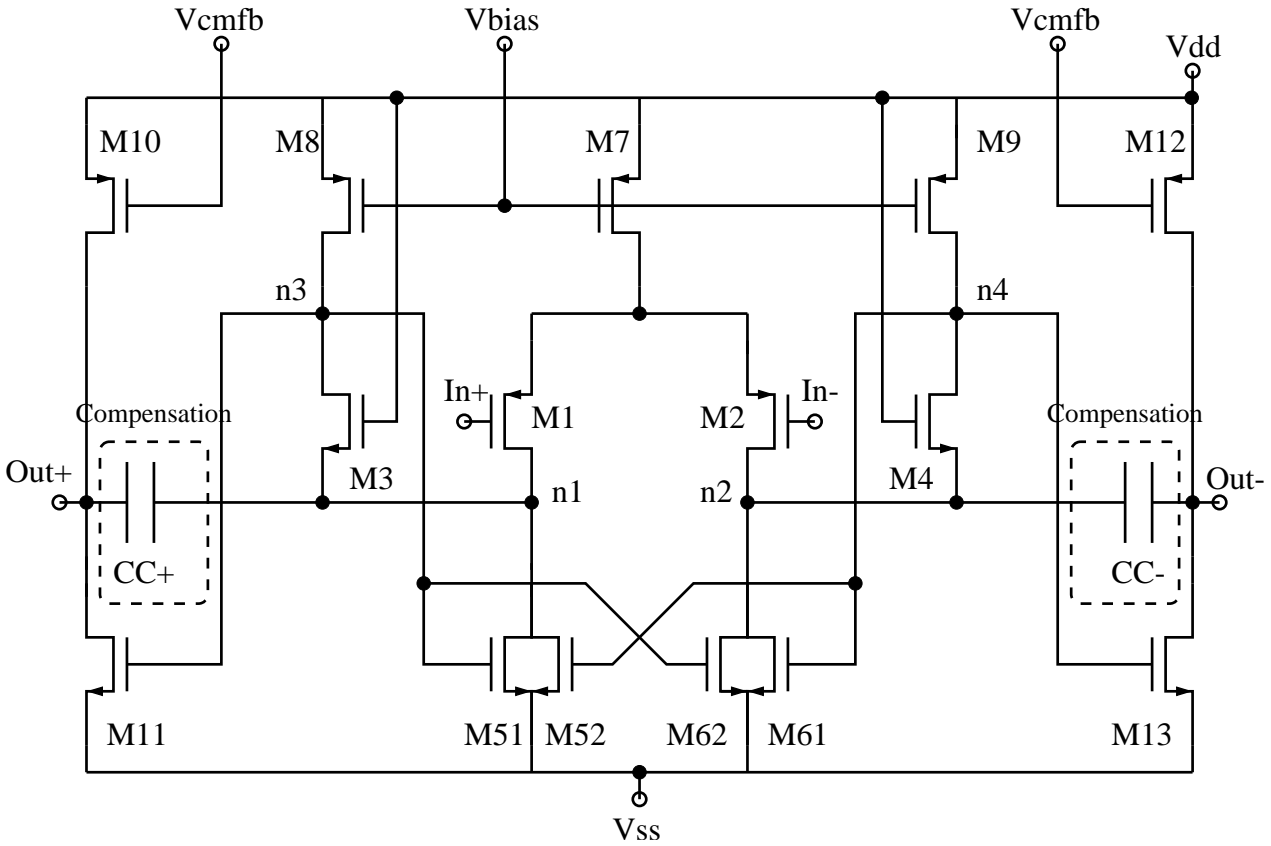 Vcmfb
Vbias
Vcmfb
Vdd
M10
M8
M7
M9
M12
n3
n4
In+
In-
Compensation
M1
M2
Compensation
Out+
M3
n1
n2
M4
Out-
CC+
CC-
M11
M51
M52
M62
M61
M13
Vss